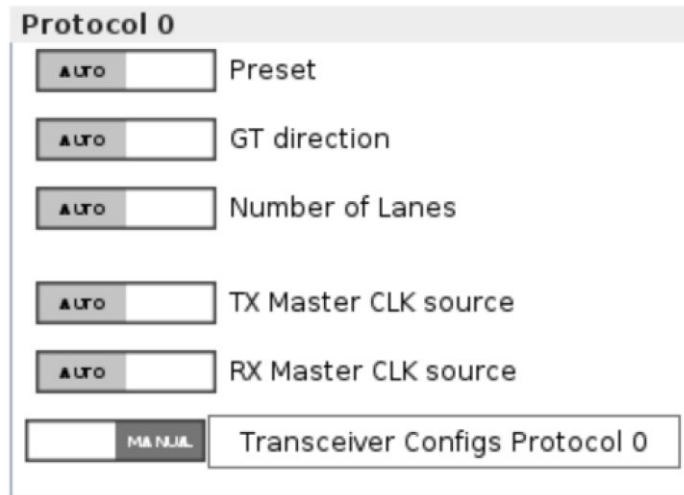 Protocol 0
AUTO Preset
AUTO GT direction
AUTO Number of Lanes
AUTO TX Master CLK source
AUTO RX Master CLK source
MANUAL Transceiver Configs Protocol 0